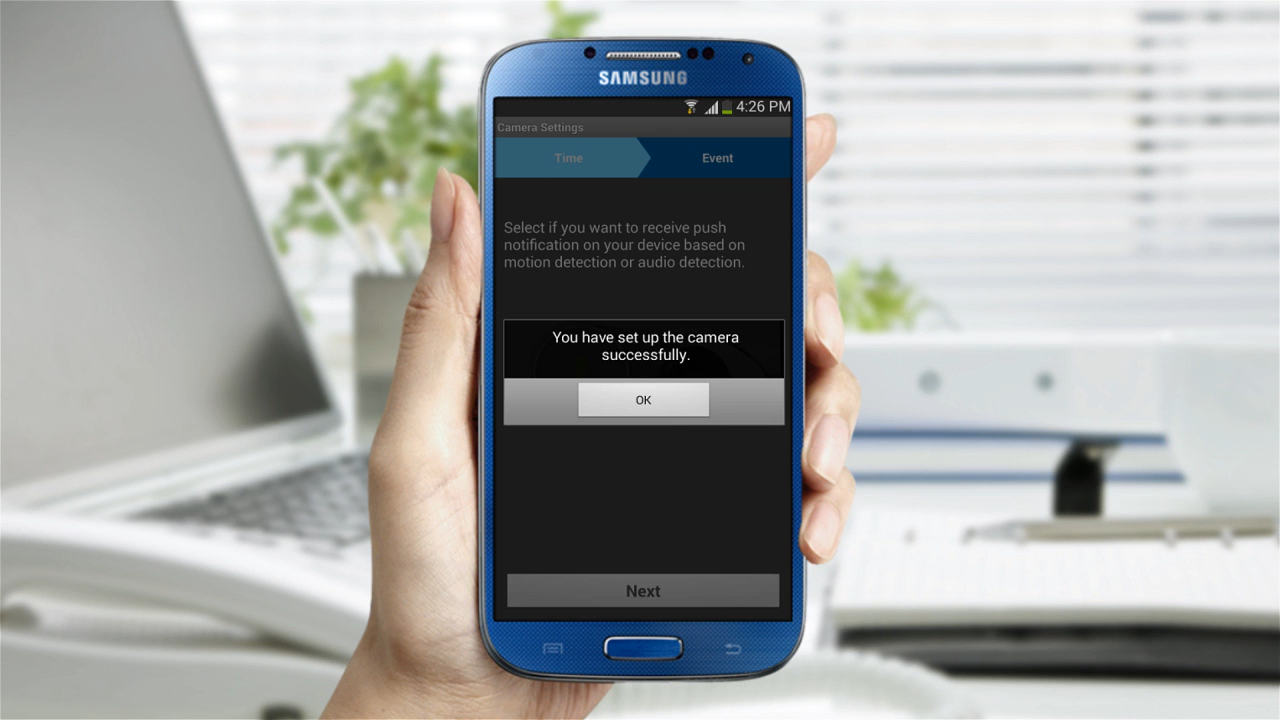 SAMSUNG
4:26 PM
Camera Settings
Time
Event
Select if you want to receive push
notification on your device based on
motion detection or audio detection.
You have set up the camera
successfully.
OK
Next